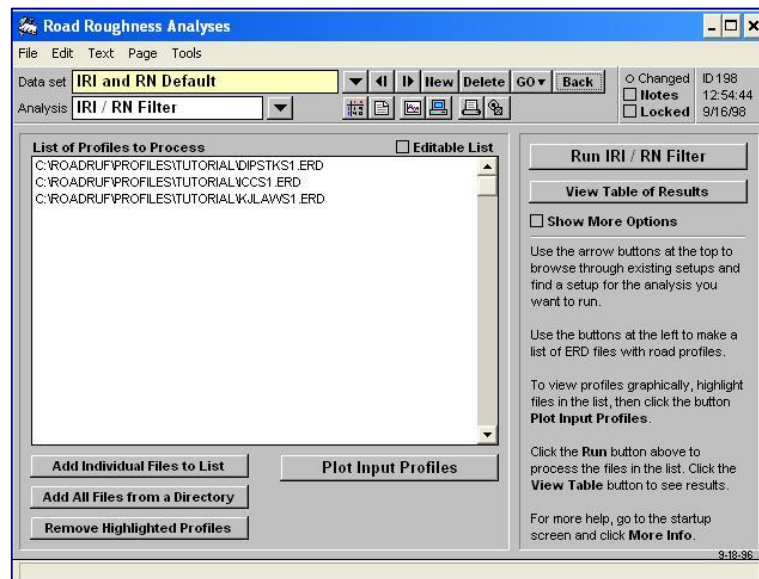 Road Roughness Analyses
File Edit Text Page Tools
Data set IRI and RN Default New Delete GO Back Changed ID 198
Notes 12:54:44
Analysis IRI / RN Filter Locked 9/16/98
List of Profiles to Process Editable List
C:\ROADRUF\PROFILES\TUTORIAL\DIPSTKS1.ERD
C:\ROADRUF\PROFILES\TUTORIAL\ICCS1.ERD
C:\ROADRUF\PROFILES\TUTORIAL\KJLAWS1.ERD
Add Individual Files to List
Plot Input Profiles
Add All Files from a Directory
Remove Highlighted Profiles
Run IRI / RN Filter
View Table of Results
Show More Options
Use the arrow buttons at the top to
browse through existing setups and
find a setup for the analysis you
want to run.
Use the buttons at the left to make a
list of ERD files with road profiles.
To view profiles graphically, highlight
files in the list, then click the button
Plot Input Profiles.
Click the Run button above to
process the files in the list. Click the
View Table button to see results.
For more help, go to the startup
screen and click More Info.
9-18-96